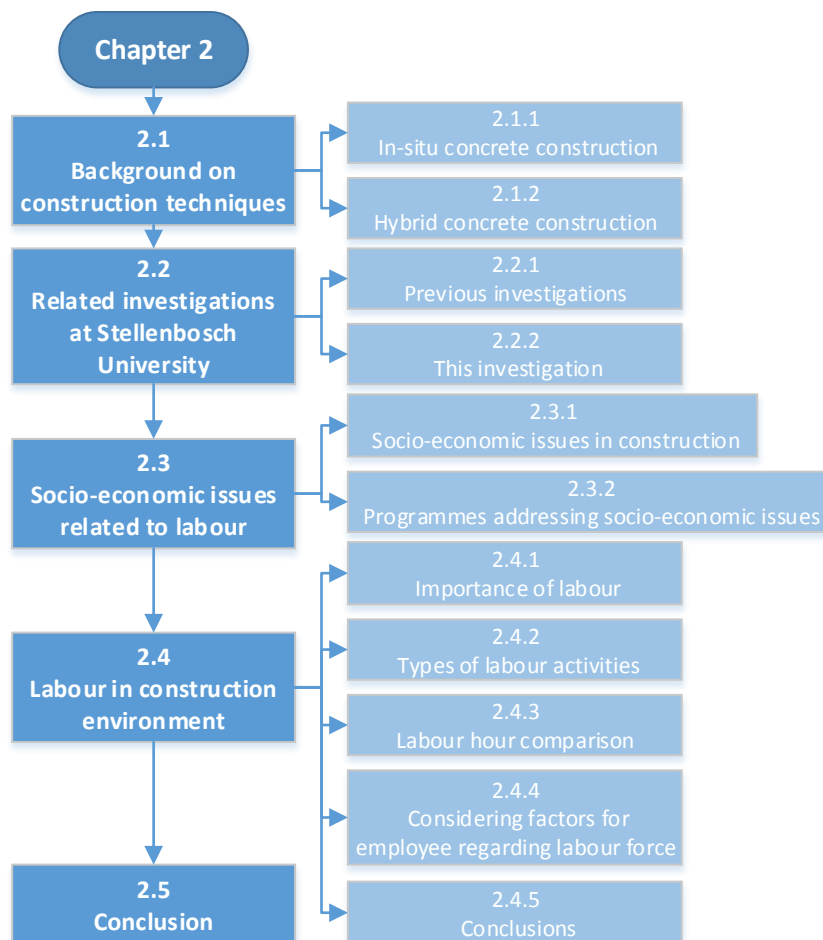 Chapter 2
2.1
Background on
construction techniques
2.1.1
In-situ concrete construction
2.1.2
Hybrid concrete construction
2.2
Related investigations
at Stellenbosch
University
2.2.1
Previous investigations
2.2.2
This investigation
2.3
Socio-economic issues
related to labour
2.3.1
Socio-economic issues in construction
2.3.2
Programmes addressing socio-economic issues
2.4
Labour in construction
environment
2.4.1
Importance of labour
2.4.2
Types of labour activities
2.4.3
Labour hour comparison
2.4.4
Considering factors for
employee regarding labour force
2.4.5
Conclusions
2.5
Conclusion